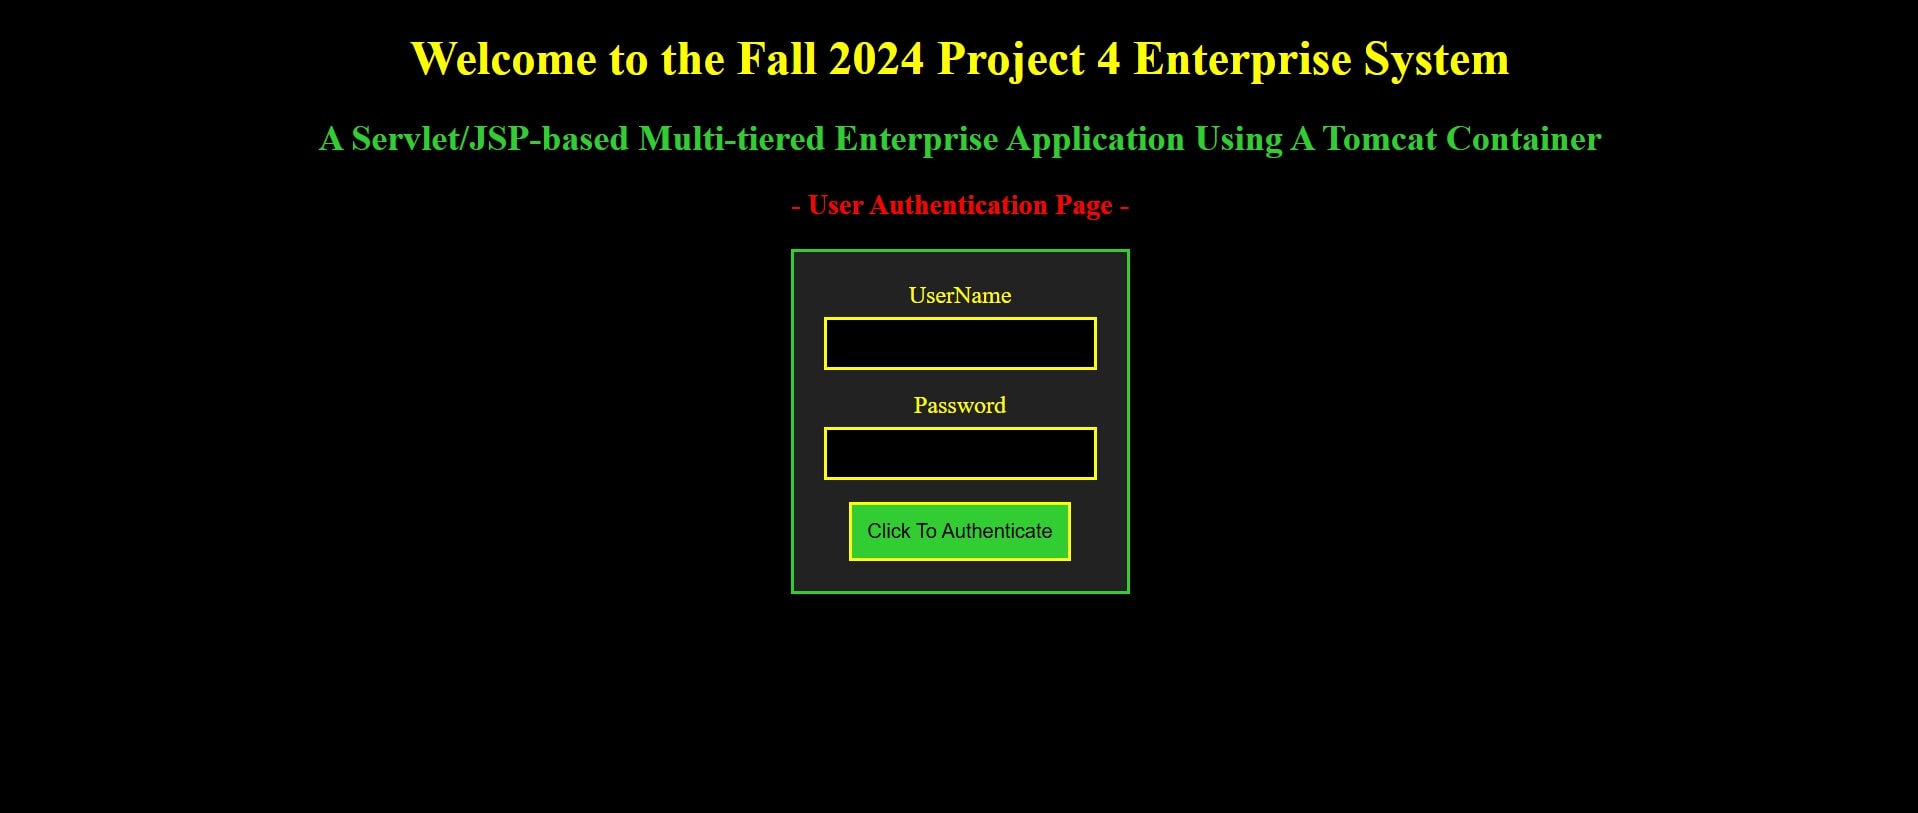 Welcome to the Fall 2024 Project 4 Enterprise System
A Servlet/JSP-based Multi-tiered Enterprise Application Using A Tomcat Container
- User Authentication Page -
UserName
Password
Click To Authenticate